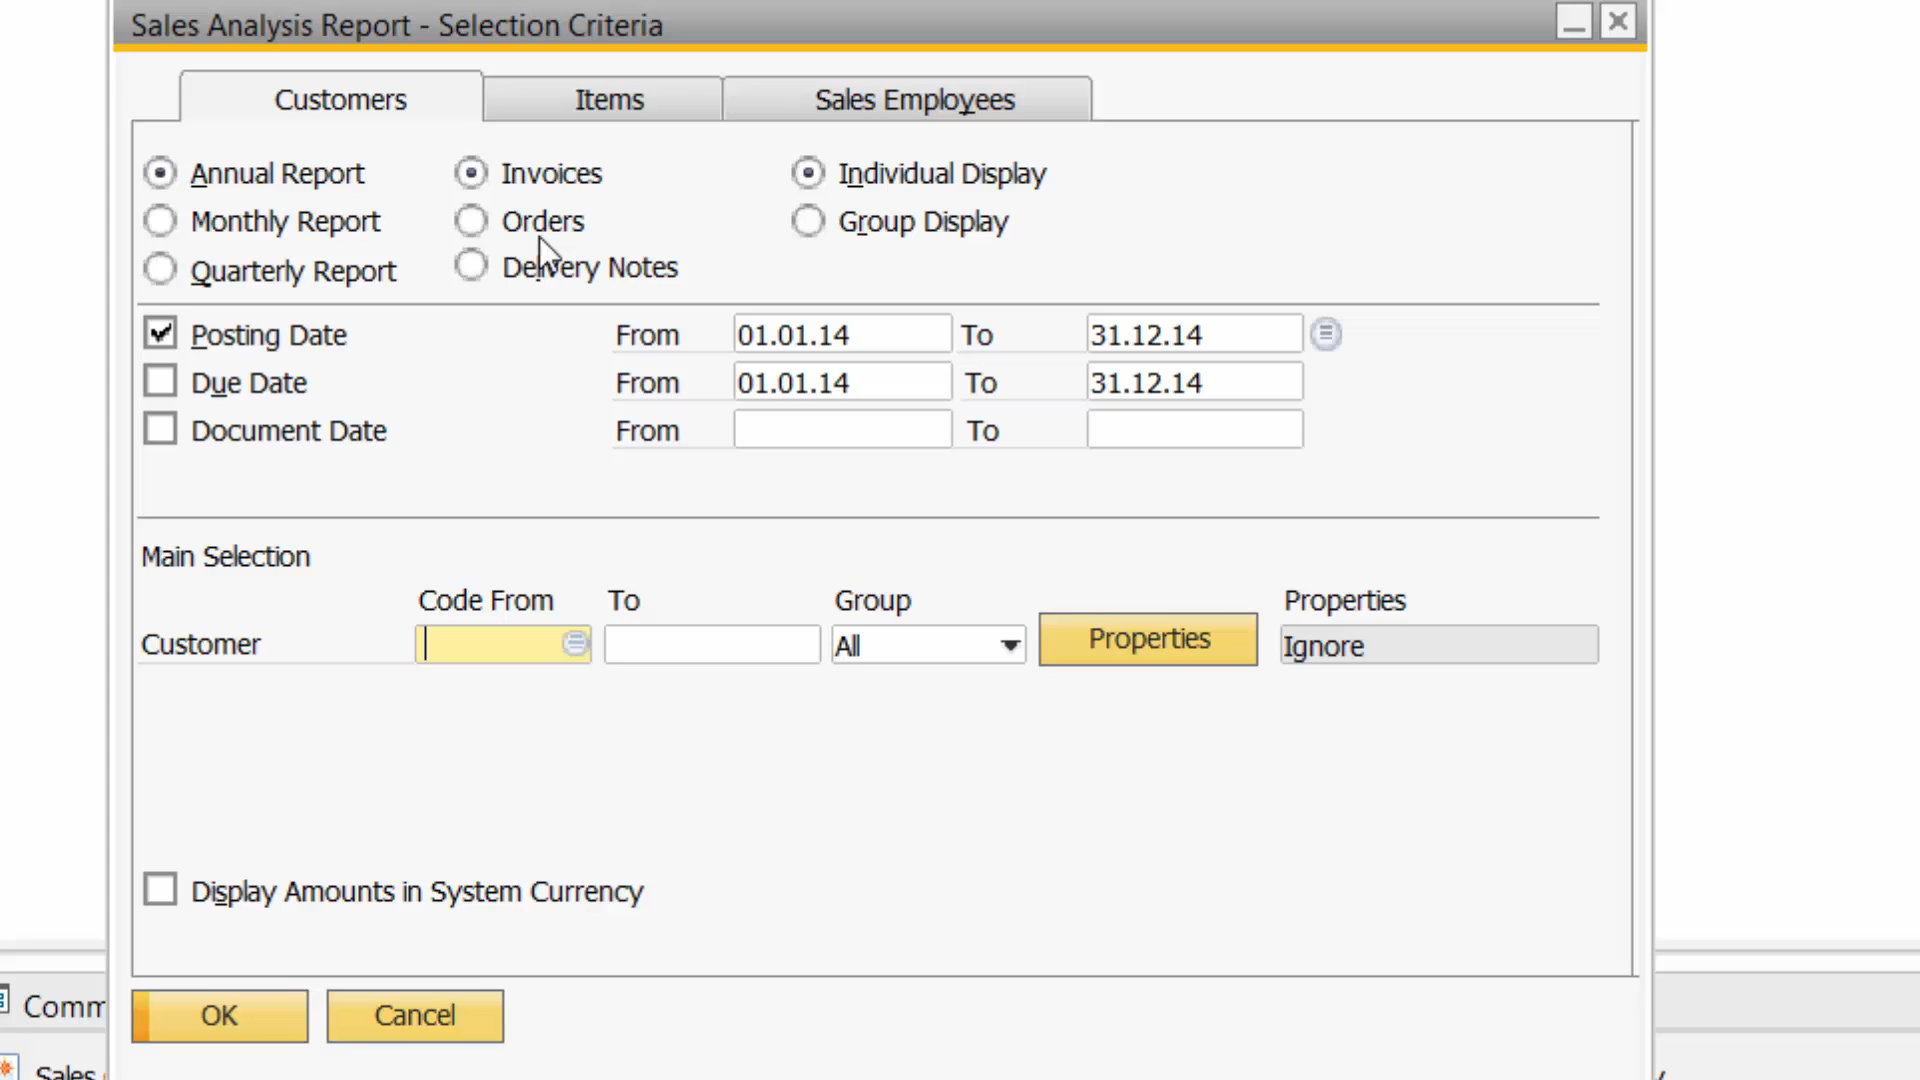 Sales Analysis Report - Selection Criteria
Customers Items Sales Employees
Annual Report Invoices Individual Display
Monthly Report Orders Group Display
Quarterly Report Delivery Notes
Posting Date From 01.01.14 To 31.12.14
Due Date From 01.01.14 To 31.12.14
Document Date From To
Main Selection
Code From To Group Properties
Customer All Properties Ignore
Display Amounts in System Currency
Comm
OK Cancel
Sales